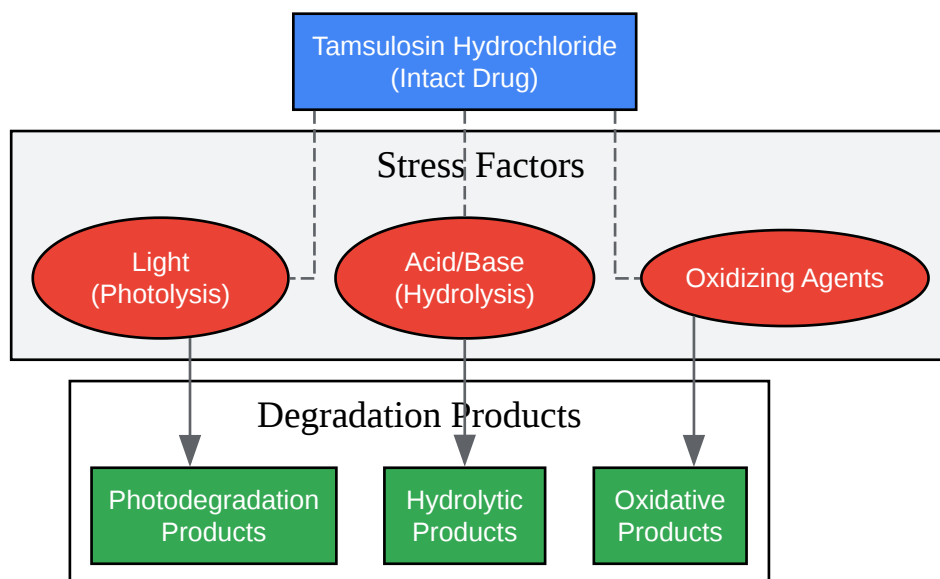 Tamsulosin Hydrochloride
(Intact Drug)
Stress Factors
Light
(Photolysis)
Acid/Base
(Hydrolysis)
Oxidizing Agents
Degradation Products
Photodegradation
Products
Hydrolytic
Products
Oxidative
Products